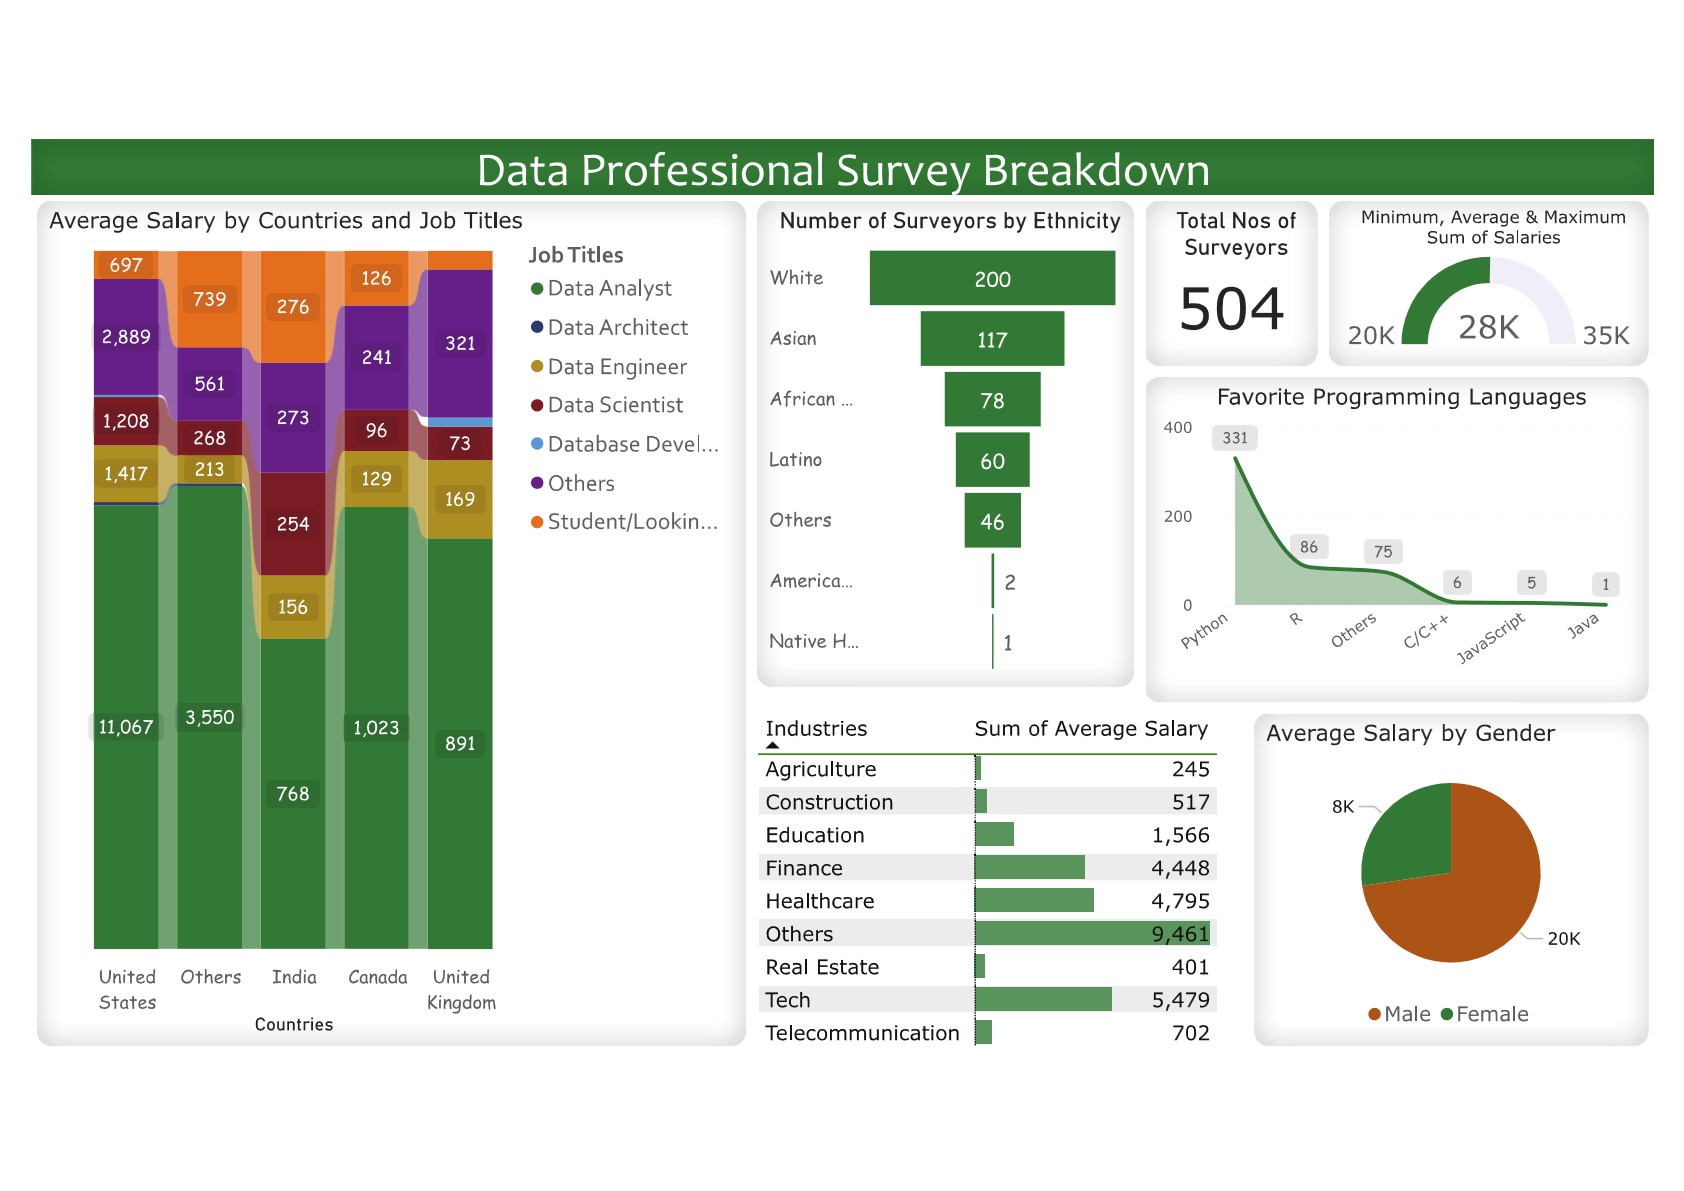 Data Professional Survey Breakdown
Average Salary by Countries and Job Titles
697
739
276
126
2,889
561
273
241
321
1,208
268
254
96
73
1,417
213
156
129
169
11,067
3,550
768
1,023
891
United States
Others
India
Canada
United Kingdom
Countries
Job Titles
Data Analyst
Data Architect
Data Engineer
Data Scientist
Database Devel...
Others
Student/Lookin...
Number of Surveyors by Ethnicity
White 200
Asian 117
African ... 78
Latino 60
Others 46
America... 2
Native H... 1
Total Nos of
Surveyors
504
Minimum, Average & Maximum
Sum of Salaries
20K 28K 35K
Favorite Programming Languages
400
200
0
331
86
75
6
5
1
Python
R
Others
C/C++
JavaScript
Java
Industries Sum of Average Salary
Agriculture 245
Construction 517
Education 1,566
Finance 4,448
Healthcare 4,795
Others 9,461
Real Estate 401
Tech 5,479
Telecommunication 702
Average Salary by Gender
8K
20K
Male Female